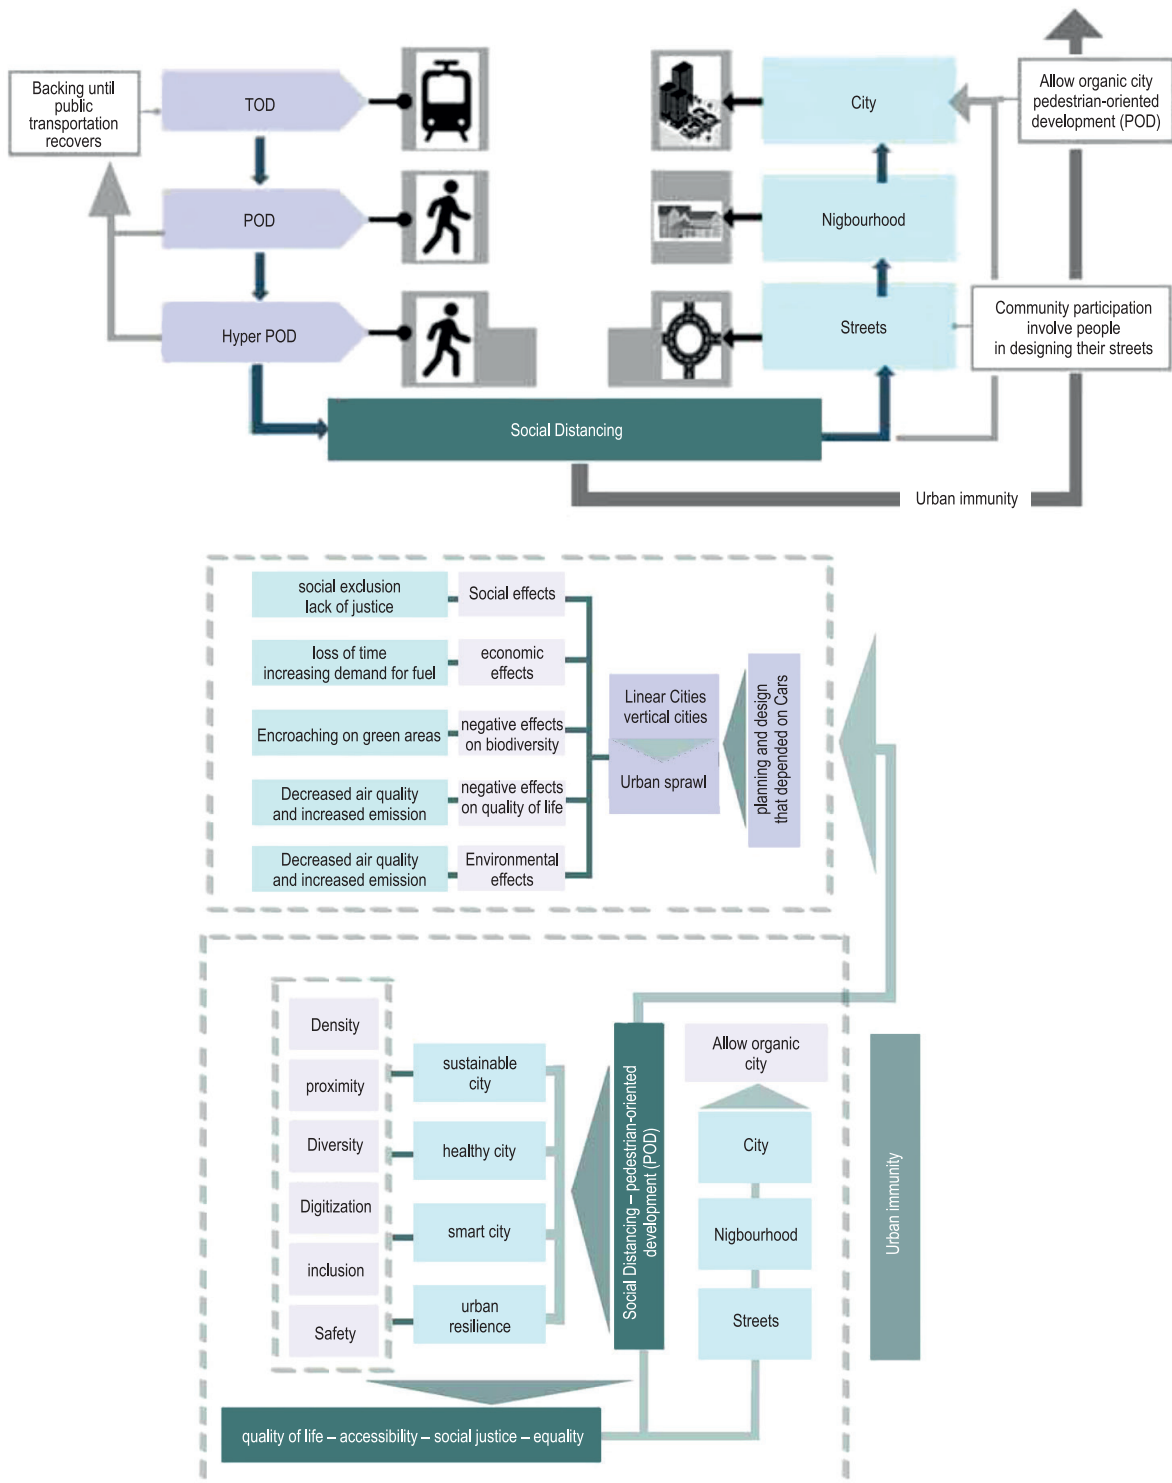 Backing until
public
transportation
recovers
TOD
POD
Hyper POD
City
Nigbourhood
Streets
Allow organic city
pedestrian-oriented
development (POD)
Community participation
involve people
in designing their streets
Social Distancing
Urban immunity
social exclusion
lack of justice
Social effects
loss of time
increasing demand for fuel
economic
effects
Encroaching on green areas
negative effects
on biodiversity
Decreased air quality
and increased emission
negative effects
on quality of life
Decreased air quality
and increased emission
Environmental
effects
Linear Cities
vertical cities
Urban sprawl
planning and design
that depended on Cars
Density
proximity
Diversity
Digitization
inclusion
Safety
sustainable
city
healthy city
smart city
urban
resilience
Social Distancing – pedestrian-oriented
development (POD)
Allow organic
city
City
Nigbourhood
Streets
Urban immunity
quality of life – accessibility – social justice – equality